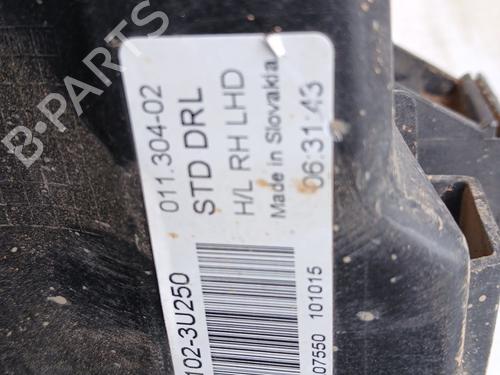 B-PARTS
011.304-02
STD DRL
H/L RH LHD
Made in Slovakia
06:31:43
102-3U250
07550 101015